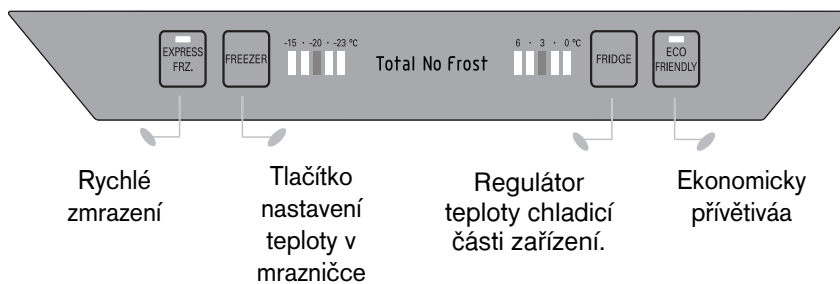 EXPRESS
FRZ.
FREEZER
-15 · -20 · -23 °C
Total No Frost
6 · 3 · 0 °C
FRIDGE
ECO
FRIENDLY
Rychlé
zmrazení
Tlačítko
nastavení
teploty v
mrazničce
Regulátor
teploty chladicí
části zařízení.
Ekonomicky
přívětiváa